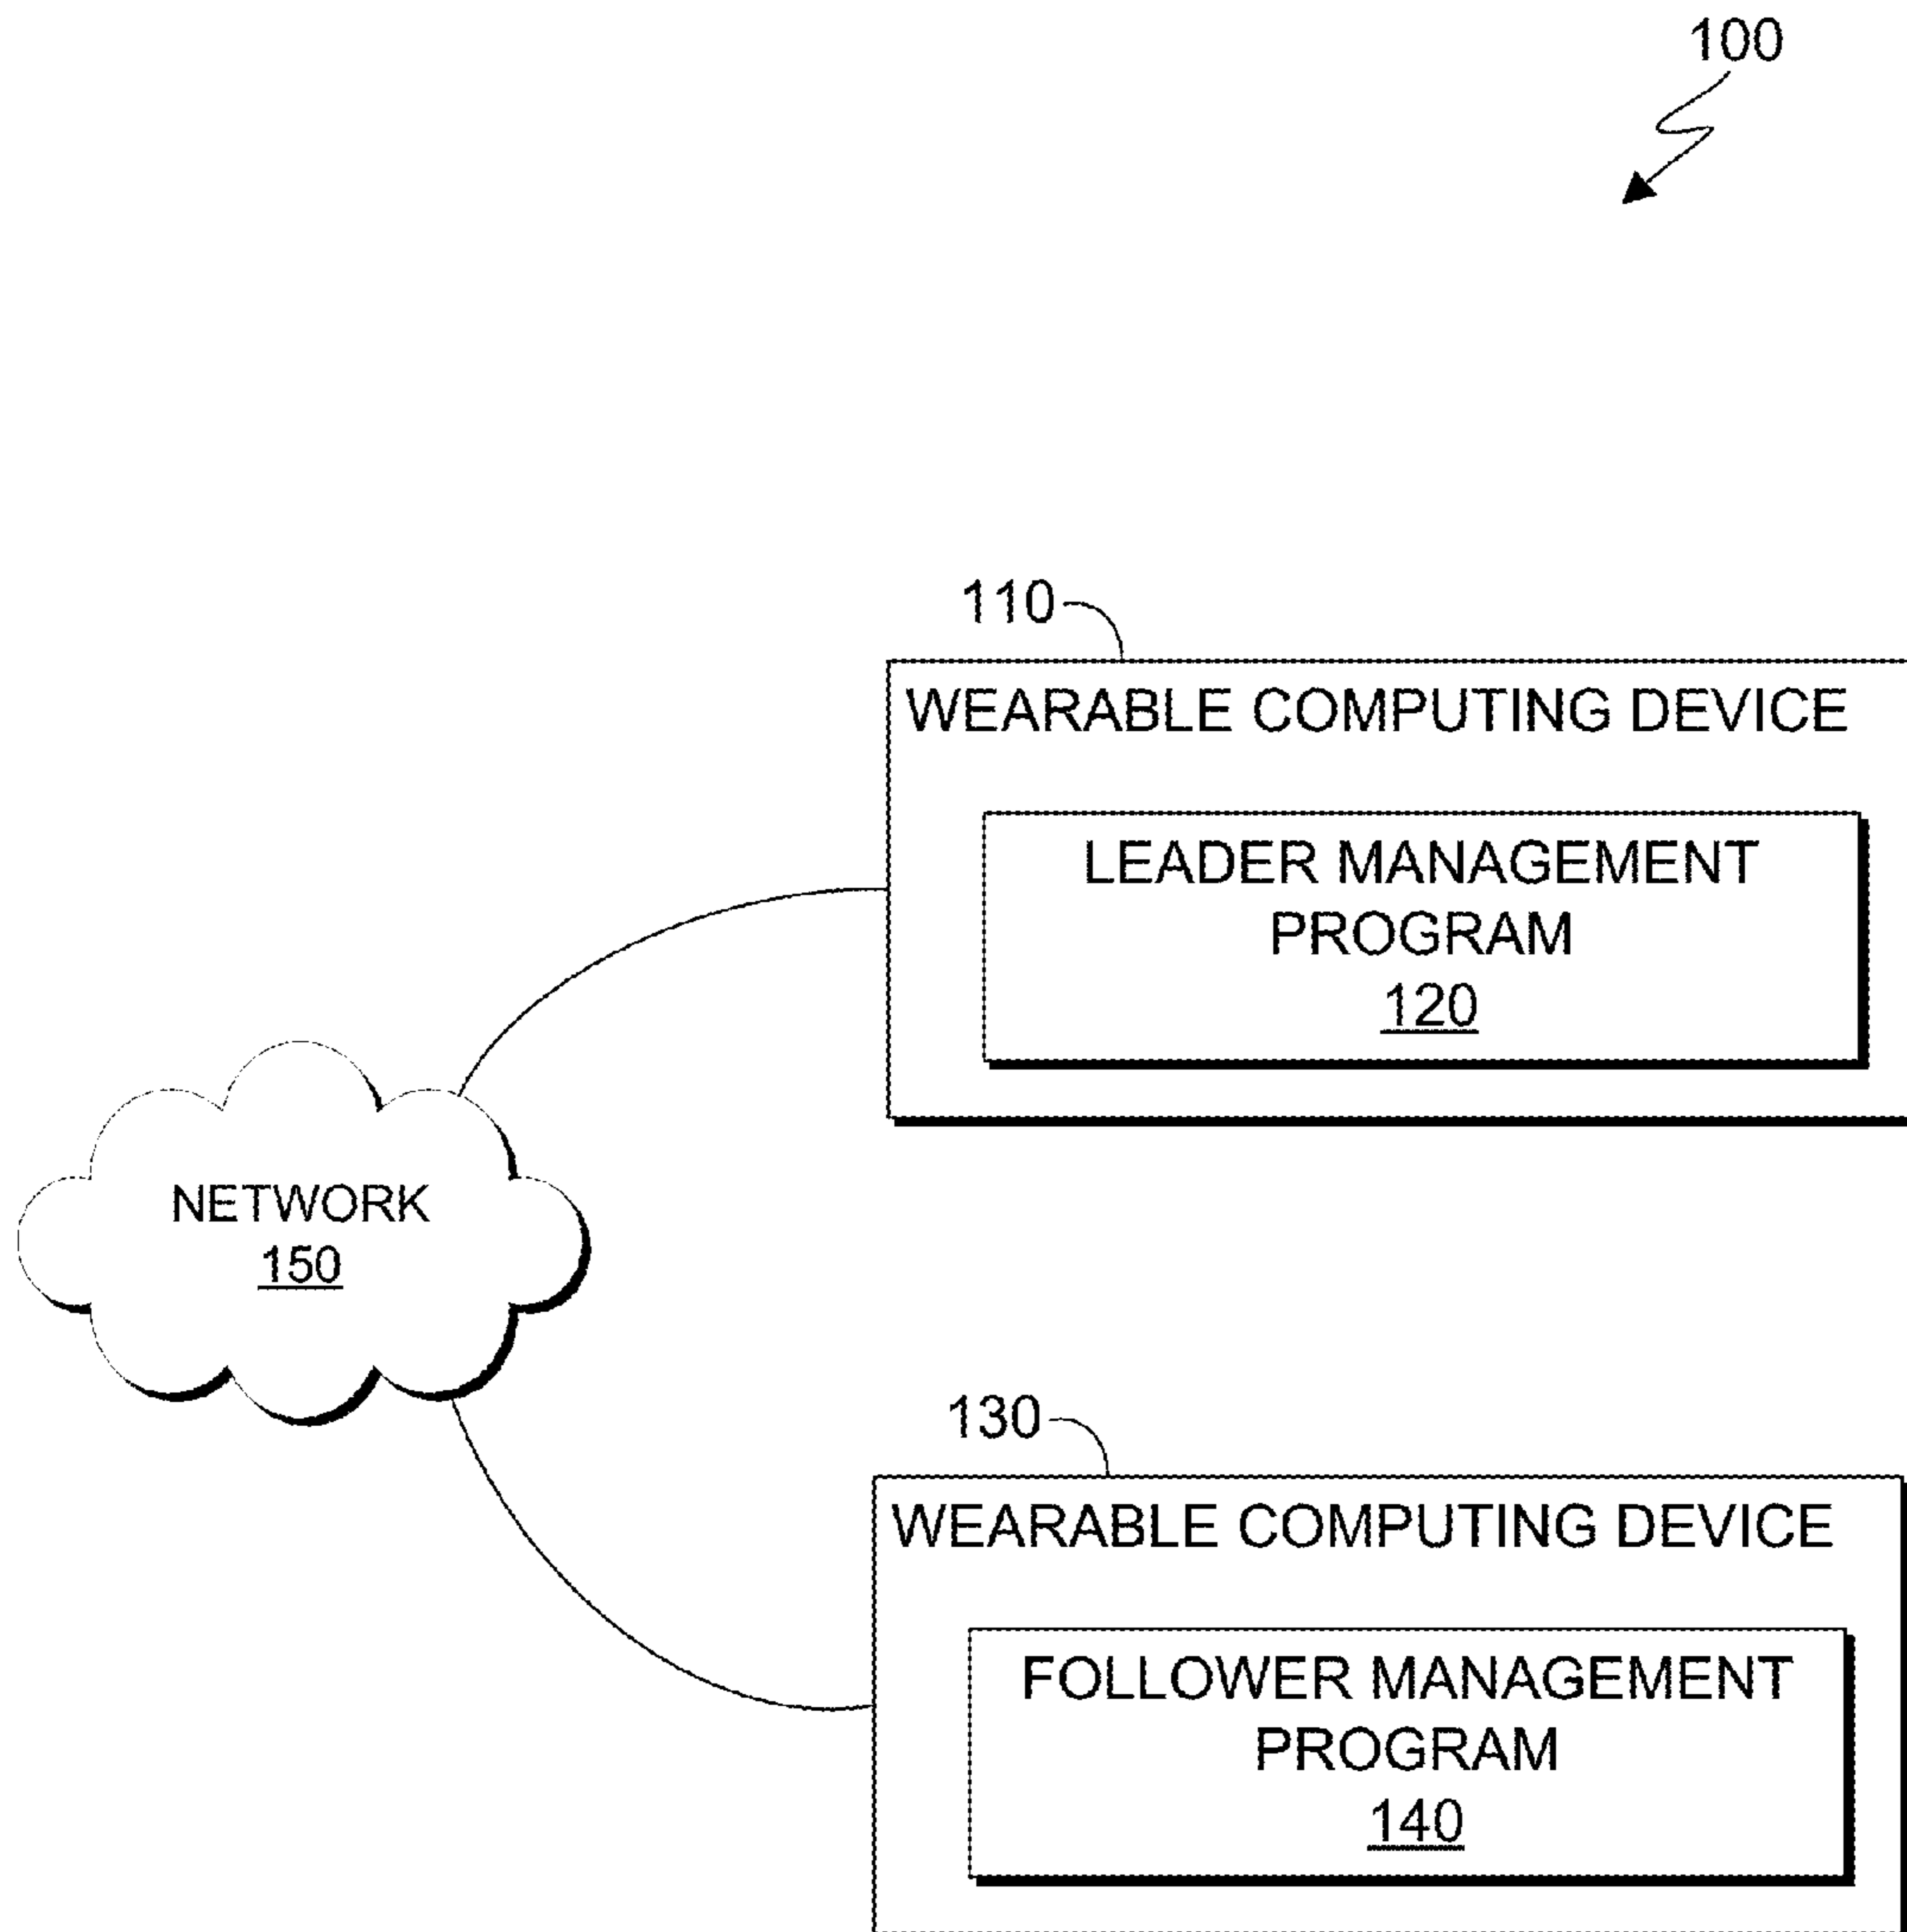 100
110
WEARABLE COMPUTING DEVICE
LEADER MANAGEMENT
PROGRAM
120
NETWORK
150
130
WEARABLE COMPUTING DEVICE
FOLLOWER MANAGEMENT
PROGRAM
140